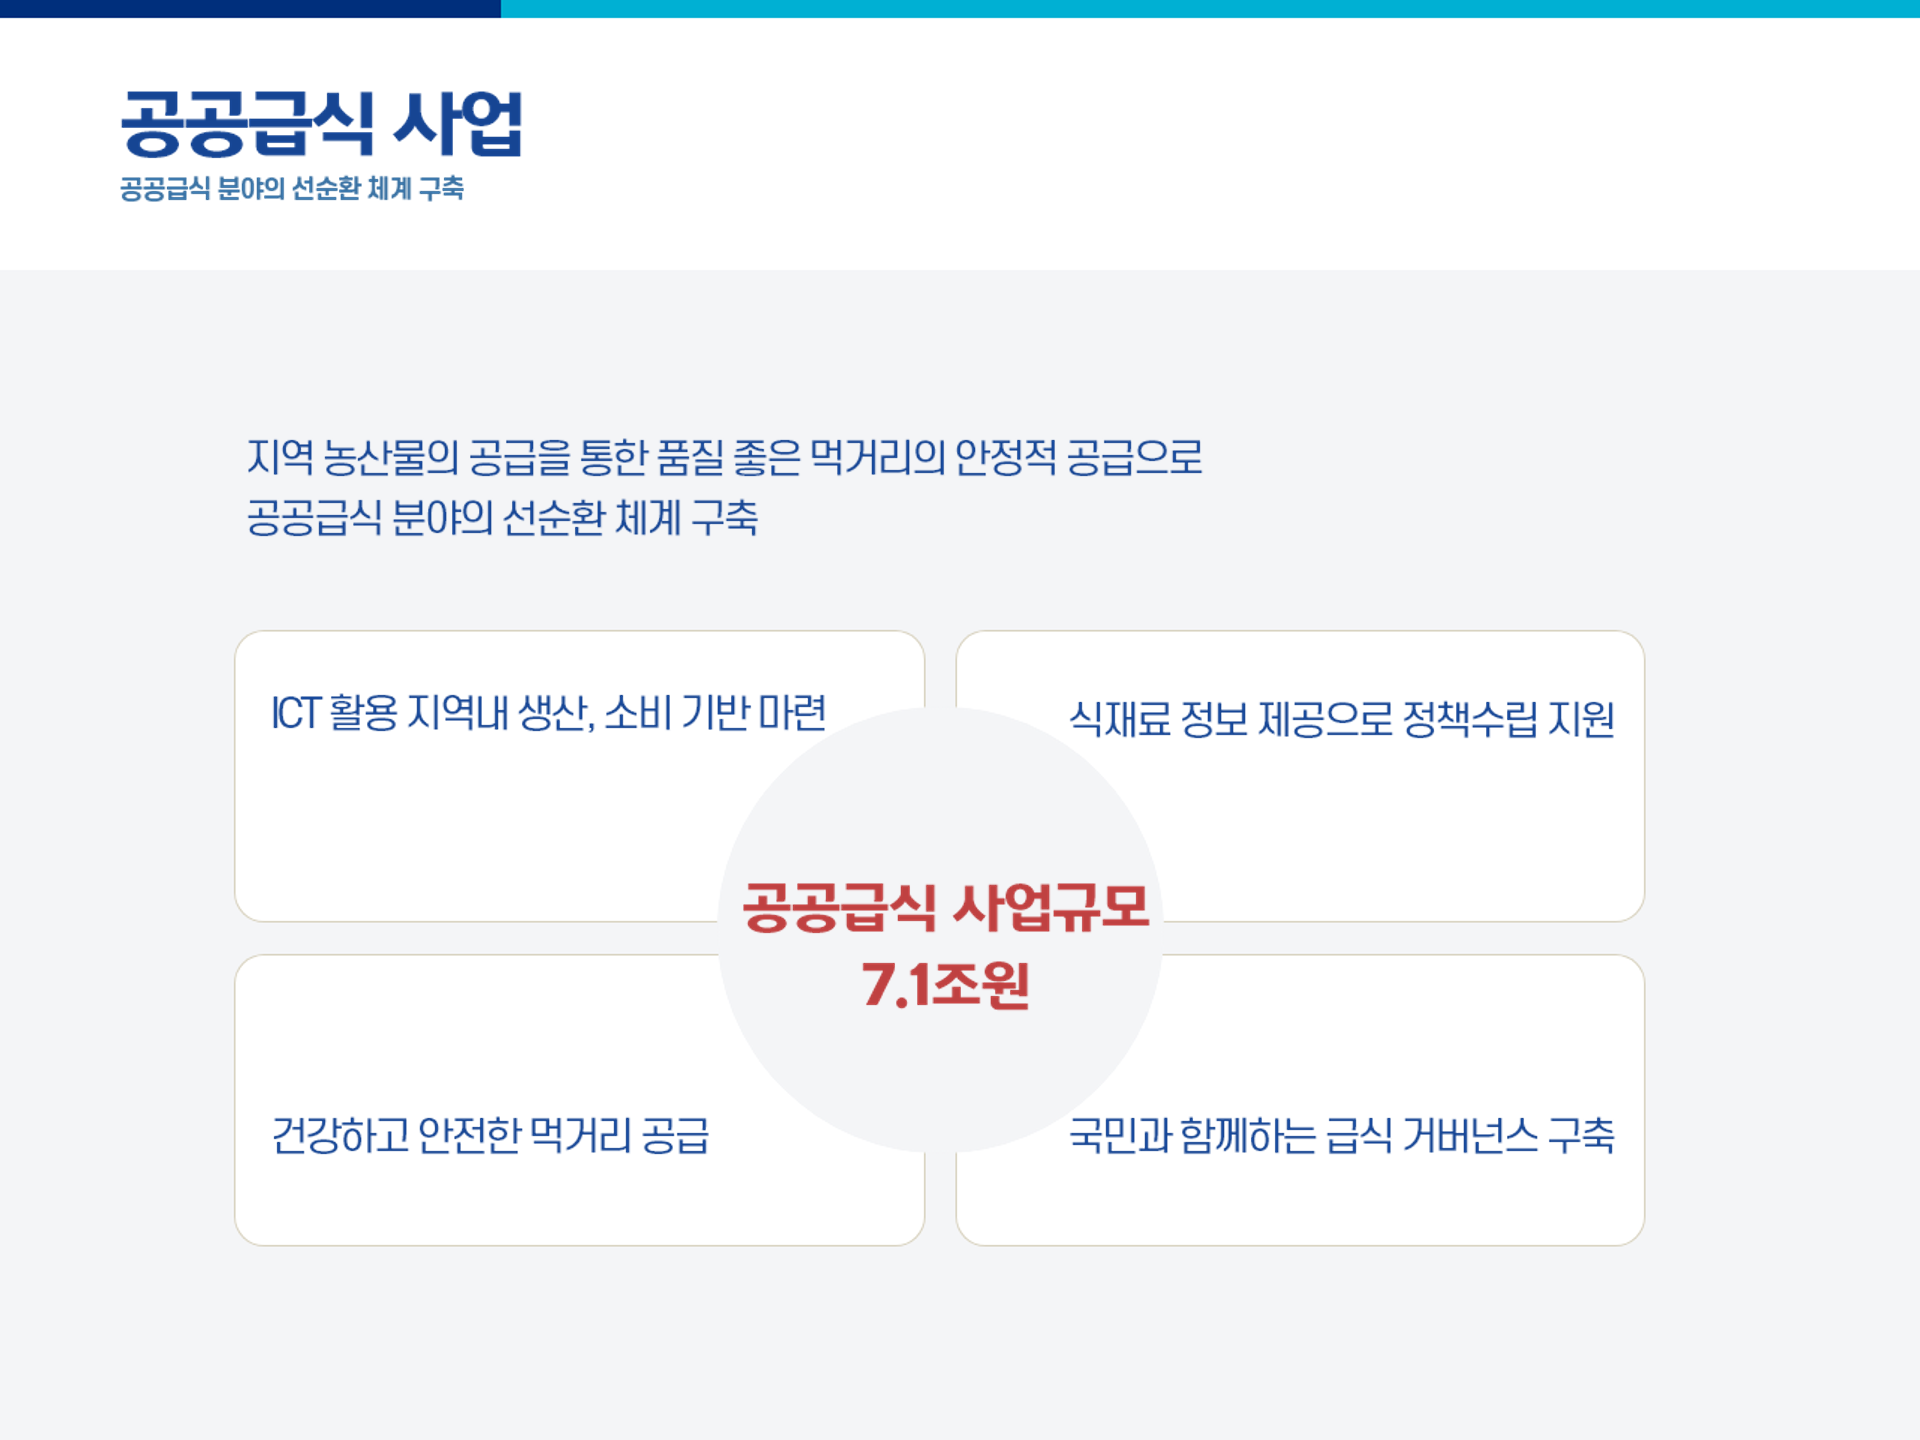 공공급식 사업
공공급식 분야의 선순환 체계 구축
지역 농산물의 공급을 통한 품질 좋은 먹거리의 안정적 공급으로
공공급식 분야의 선순환 체계 구축
ICT 활용 지역내 생산, 소비 기반 마련
식재료 정보 제공으로 정책수립 지원
공공급식 사업규모
7.1조원
건강하고 안전한 먹거리 공급
국민과 함께하는 급식 거버넌스 구축